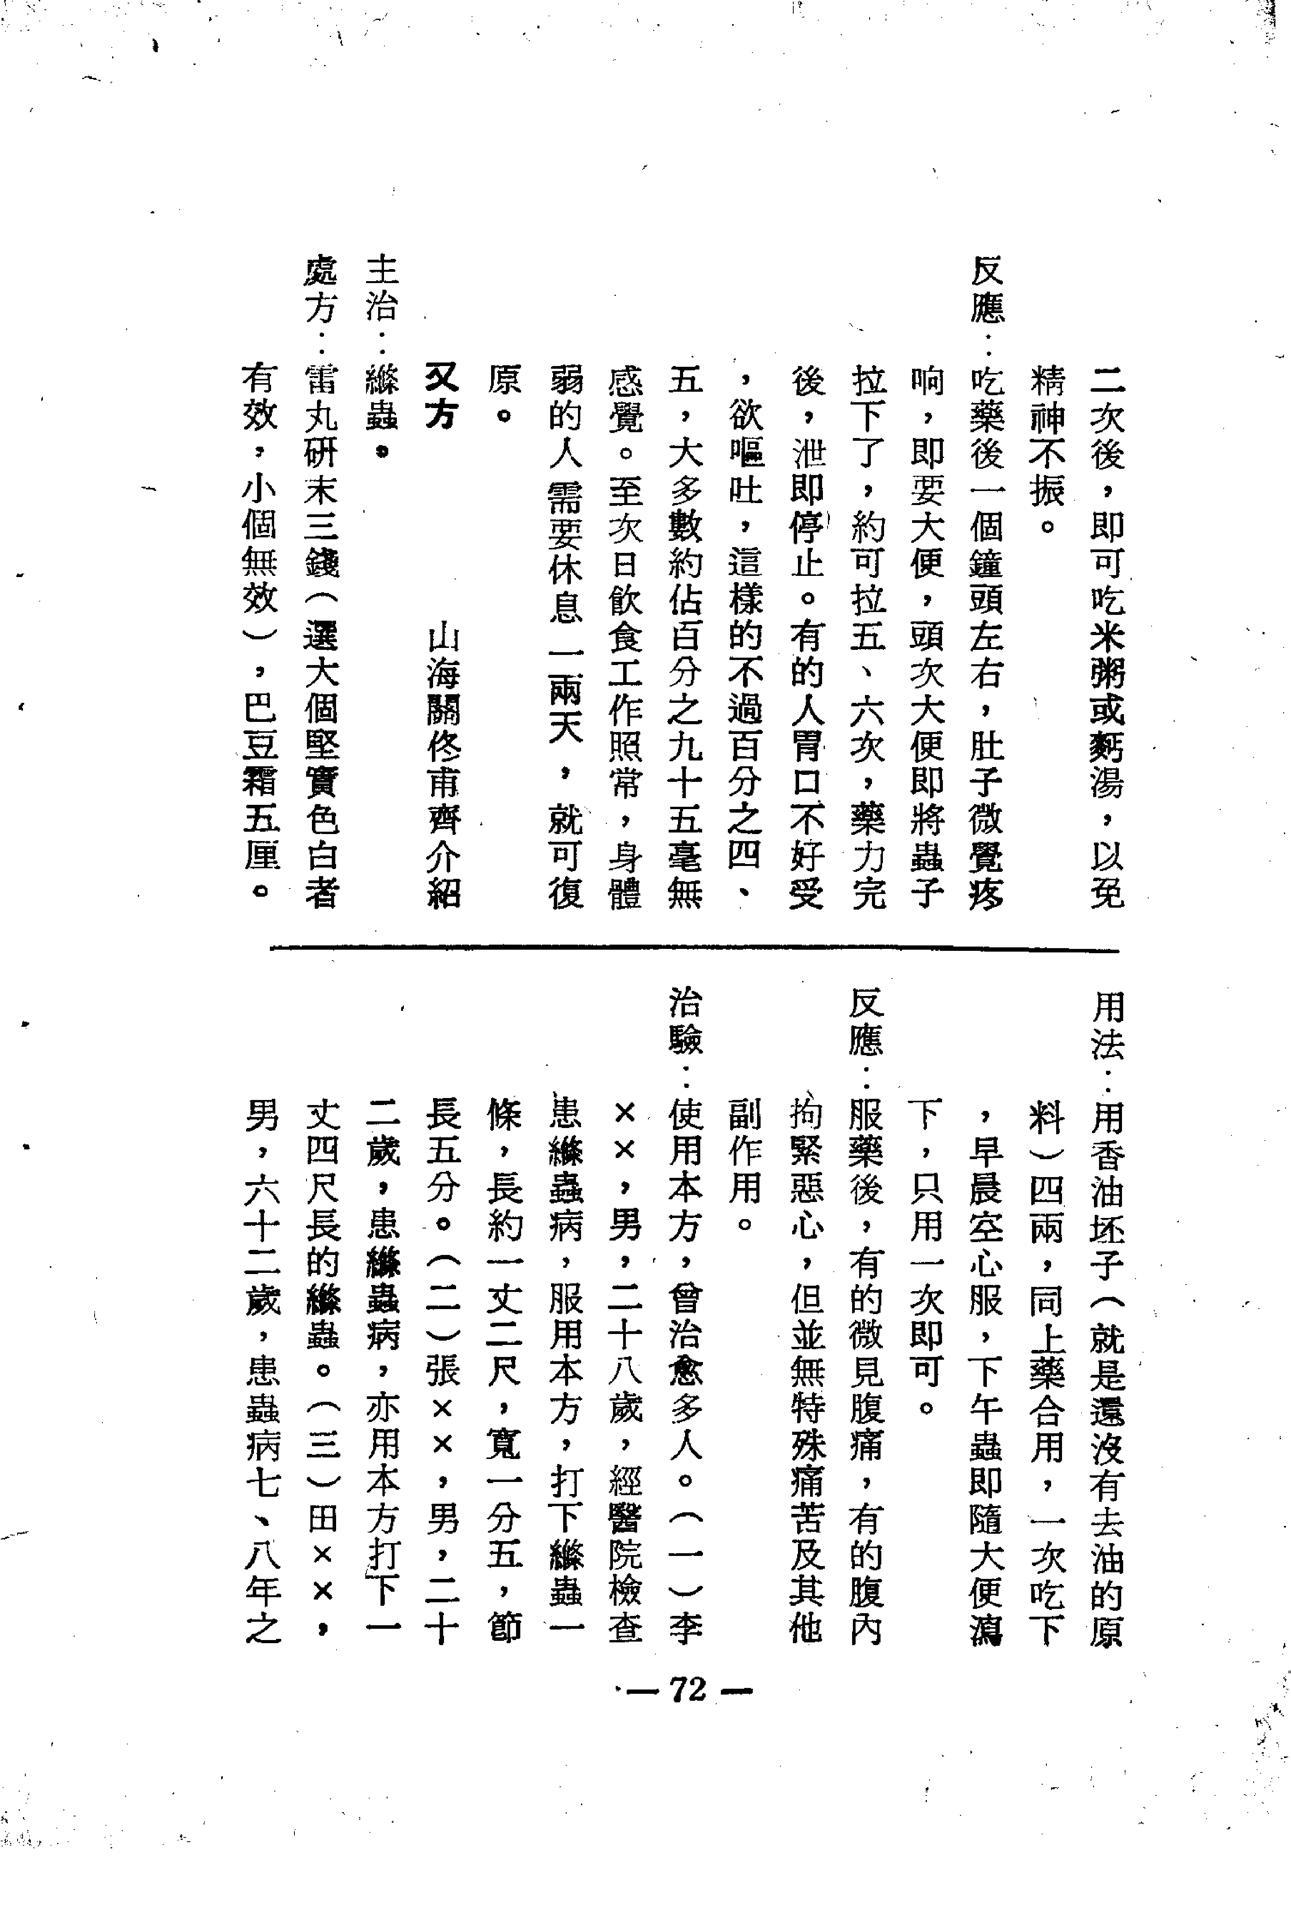 二次後，即可吃米粥或麪湯，以免
精神不振。
反應：吃藥後一個鐘頭左右，肚子微覺疼
响，即要大便，頭次大便即將蟲子
拉下了，約可拉五、六次，藥力完
後，泄即停止。有的人胃口不好受
，欲嘔吐，這樣的不過百分之四、
五，大多數約佔百分之九十五毫無
感覺。至次日飲食工作照常，身體
弱的人需要休息一兩天，就可復
原。
又方　山海關佟甫齊介紹
主治：縧蟲。
處方：雷丸研末三錢（選大個堅實色白者
有效，小個無效），巴豆霜五厘。
用法：用香油坯子（就是還沒有去油的原
料）四兩，同上藥合用，一次吃下
，早晨空心服，下午蟲即隨大便瀉
下，只用一次即可。
反應：服藥後，有的微見腹痛，有的腹內
拘緊惡心，但並無特殊痛苦及其他
副作用。
治驗：使用本方，曾治愈多人。（一）李
××，男，二十八歲，經醫院檢查
患縧蟲病，服用本方，打下縧蟲一
條，長約一丈二尺，寬一分五，節
長五分。（二）張××，男，二十
二歲，患縧蟲病，亦用本方打下一
丈四尺長的縧蟲。（三）田××，
男，六十二歲，患蟲病七、八年之
— 72 —